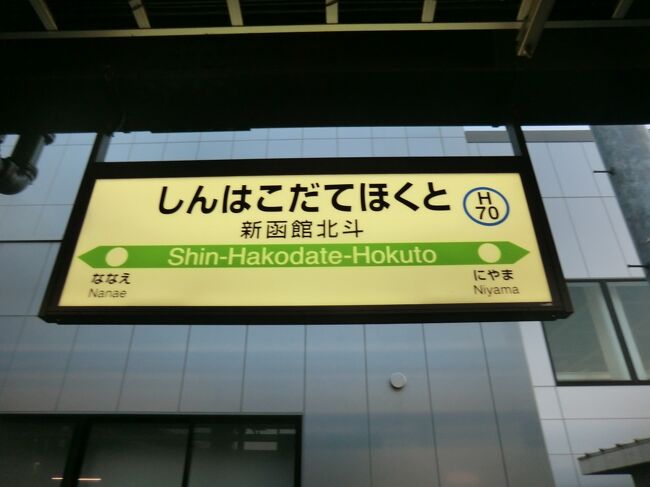 しんはこだてほくと
H
70
新函館北斗
Shin-Hakodate-Hokuto
ななえ
Nanae
にやま
Niyama